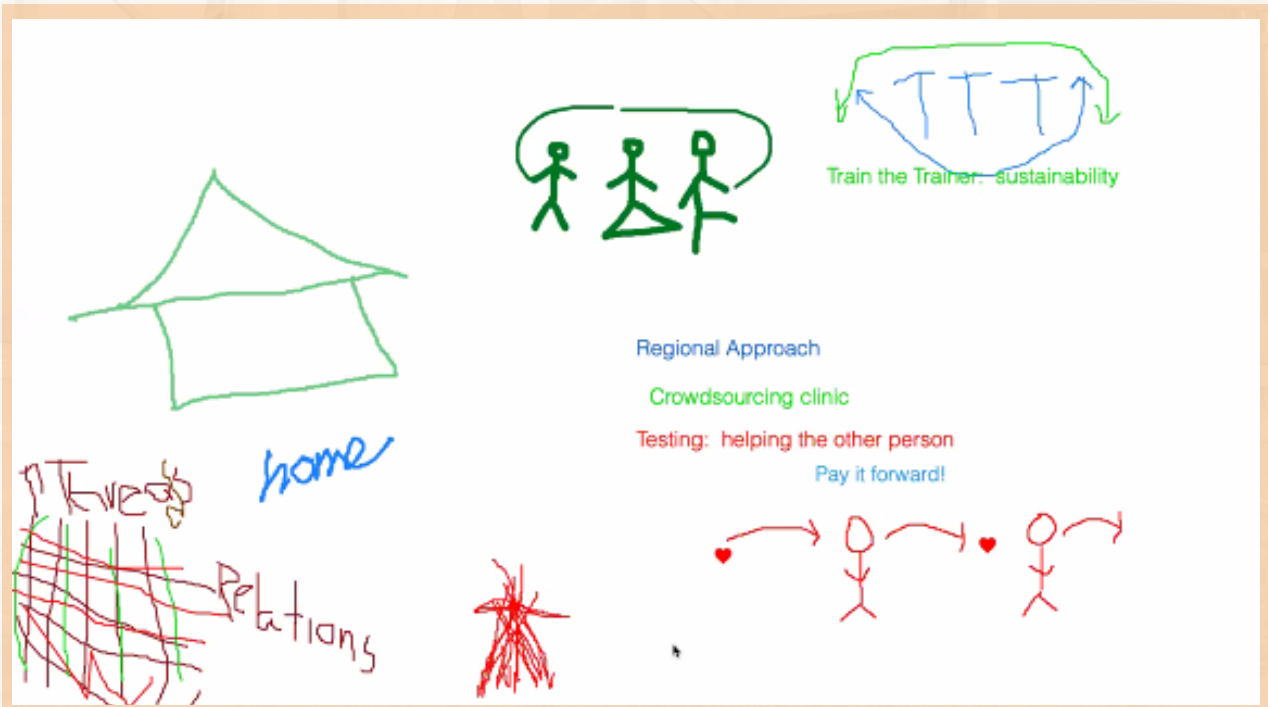 T T T
Train the Trainer: sustainability
Regional Approach
Crowdsourcing clinic
Testing: helping the other person
Pay it forward!
home
Threads
Relations